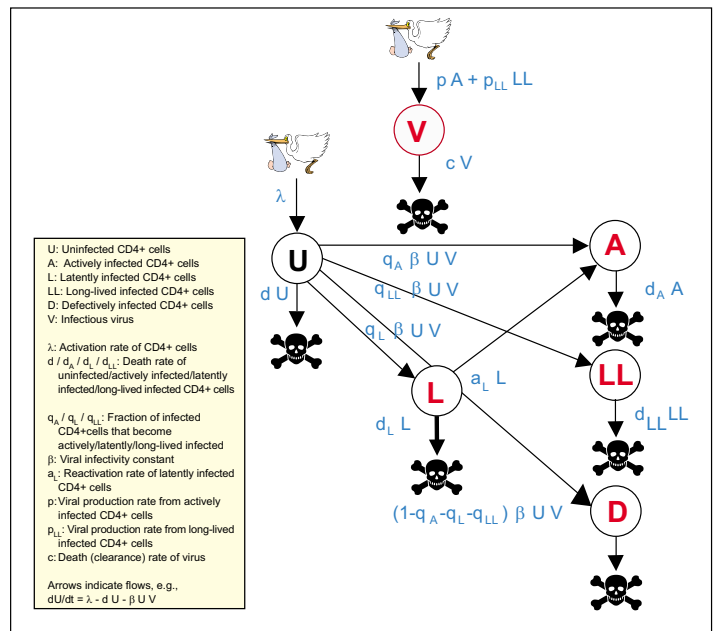 p A + p_LL LL
V
c V
λ
U
A
q_A β U V
d U
q_LL β U V
d_A A
q_L β U V
LL
L
a_L L
d_L L
d_LL LL
D
(1-q_A-q_L-q_LL) β U V
U: Uninfected CD4+ cells
A: Actively infected CD4+ cells
L: Latently infected CD4+ cells
LL: Long-lived infected CD4+ cells
D: Defectively infected CD4+ cells
V: Infectious virus
λ: Activation rate of CD4+ cells
d / d_A / d_L / d_LL: Death rate of
uninfected/actively infected/latently
infected/long-lived infected CD4+ cells
q_A / q_L / q_LL: Fraction of infected
CD4+cells that become
actively/latently/long-lived infected
β: Viral infectivity constant
a_L: Reactivation rate of latently infected
CD4+ cells
p: Viral production rate from actively
infected CD4+ cells
p_LL: Viral production rate from long-lived
infected CD4+ cells
c: Death (clearance) rate of virus
Arrows indicate flows, e.g.,
dU/dt = λ - d U - β U V